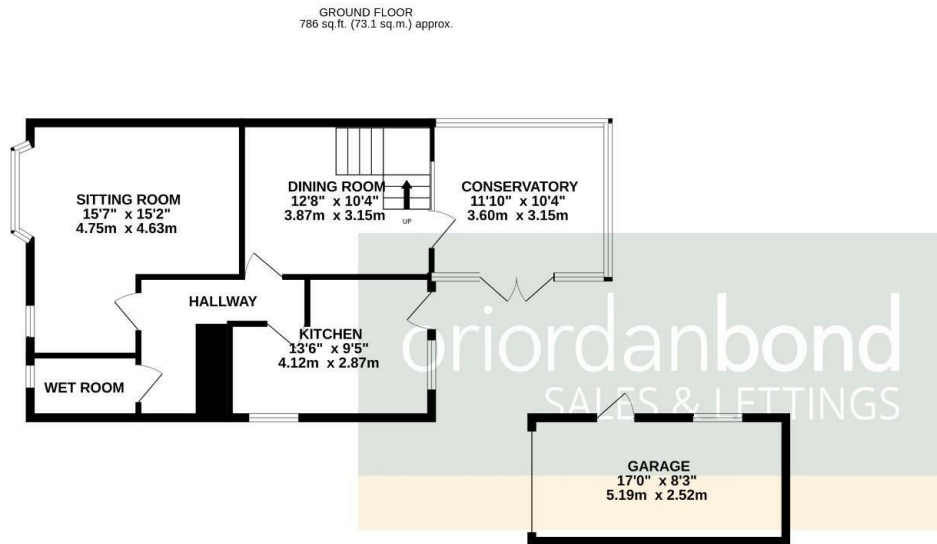 GROUND FLOOR
786 sq.ft. (73.1 sq.m.) approx.
SITTING ROOM
15'7" x 15'2"
4.75m x 4.63m
DINING ROOM
12'8" x 10'4"
3.87m x 3.15m
UP
CONSERVATORY
11'10" x 10'4"
3.60m x 3.15m
HALLWAY
KITCHEN
13'6" x 9'5"
4.12m x 2.87m
WET ROOM
oriordanbond
SALES & LETTINGS
GARAGE
17'0" x 8'3"
5.19m x 2.52m